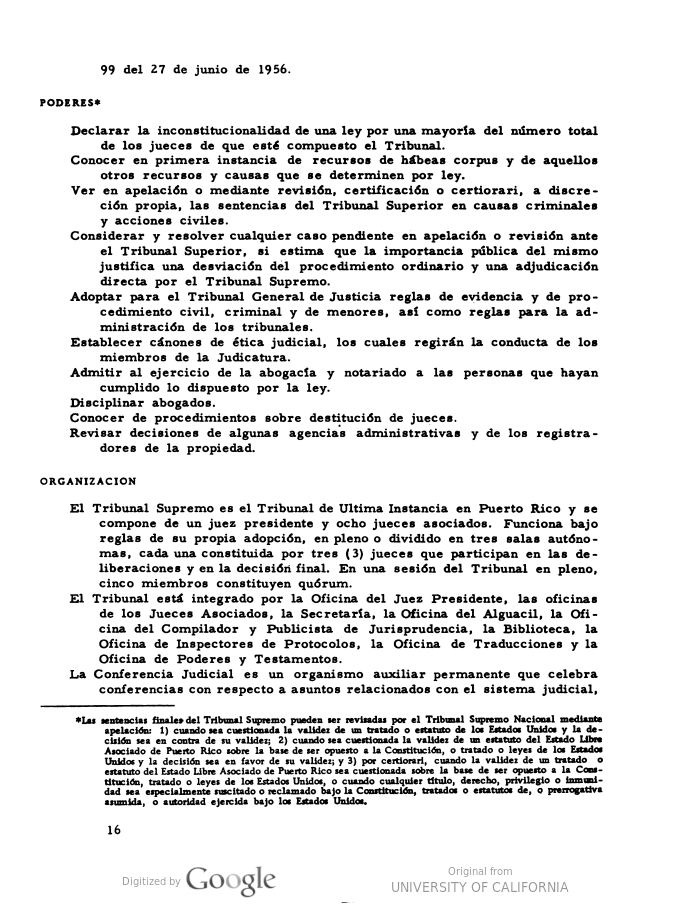 99 del 27 de junio de 1956.
PODERES*
Declarar la inconstitucionalidad de una ley por una mayoría del número total
de los jueces de que esté compuesto el Tribunal.
Conocer en primera instancia de recursos de hábeas corpus y de aquellos
otros recursos y causas que se determinen por ley.
Ver en apelación o mediante revisión, certificación o certiorari, a discre-
ción propia, las sentencias del Tribunal Superior en causas criminales
y acciones civiles.
Considerar y resolver cualquier caso pendiente en apelación o revisión ante
el Tribunal Superior, si estima que la importancia pública del mismo
justifica una desviación del procedimiento ordinario y una adjudicación
directa por el Tribunal Supremo.
Adoptar para el Tribunal General de Justicia reglas de evidencia y de pro-
cedimiento civil, criminal y de menores, así como reglas para la ad-
ministración de los tribunales.
Establecer cánones de ética judicial, los cuales regirán la conducta de los
miembros de la Judicatura.
Admitir al ejercicio de la abogacía y notariado a las personas que hayan
cumplido lo dispuesto por la ley.
Disciplinar abogados.
Conocer de procedimientos sobre destitución de jueces.
Revisar decisiones de algunas agencias administrativas y de los registra-
dores de la propiedad.
ORGANIZACION
El Tribunal Supremo es el Tribunal de Ultima Instancia en Puerto Rico y se
compone de un juez presidente y ocho jueces asociados. Funciona bajo
reglas de su propia adopción, en pleno o dividido en tres salas autóno-
mas, cada una constituida por tres (3) jueces que participan en las de-
liberaciones y en la decisión final. En una sesión del Tribunal en pleno,
cinco miembros constituyen quórum.
El Tribunal está integrado por la Oficina del Juez Presidente, las oficinas
de los Jueces Asociados, la Secretaría, la Oficina del Alguacil, la Ofi-
cina del Compilador y Publicista de Jurisprudencia, la Biblioteca, la
Oficina de Inspectores de Protocolos, la Oficina de Traducciones y la
Oficina de Poderes y Testamentos.
La Conferencia Judicial es un organismo auxiliar permanente que celebra
conferencias con respecto a asuntos relacionados con el sistema judicial,
*Las sentencias finales del Tribunal Supremo pueden ser revisadas por el Tribunal Supremo Nacional mediante
apelación: 1) cuando sea cuestionada la validez de un tratado o estatuto de los Estados Unidos y la de-
cisión sea en contra de su validez; 2) cuando sea cuestionada la validez de un estatuto del Estado Libre
Asociado de Puerto Rico sobre la base de ser opuesto a la Constitución, o tratado o leyes de los Estados
Unidos y la decisión sea en favor de su validez; y 3) por certiorari, cuando la validez de un tratado o
estatuto del Estado Libre Asociado de Puerto Rico sea cuestionada sobre la base de ser opuesto a la Cons-
titución, tratado o leyes de los Estados Unidos, o cuando cualquier título, derecho, privilegio o inmuni-
dad sea especialmente suscitado o reclamado bajo la Constitución, tratados o estatutos de, o prerrogativa
asumida, o autoridad ejercida bajo los Estados Unidos.
16
Digitized by Google
Original from
UNIVERSITY OF CALIFORNIA